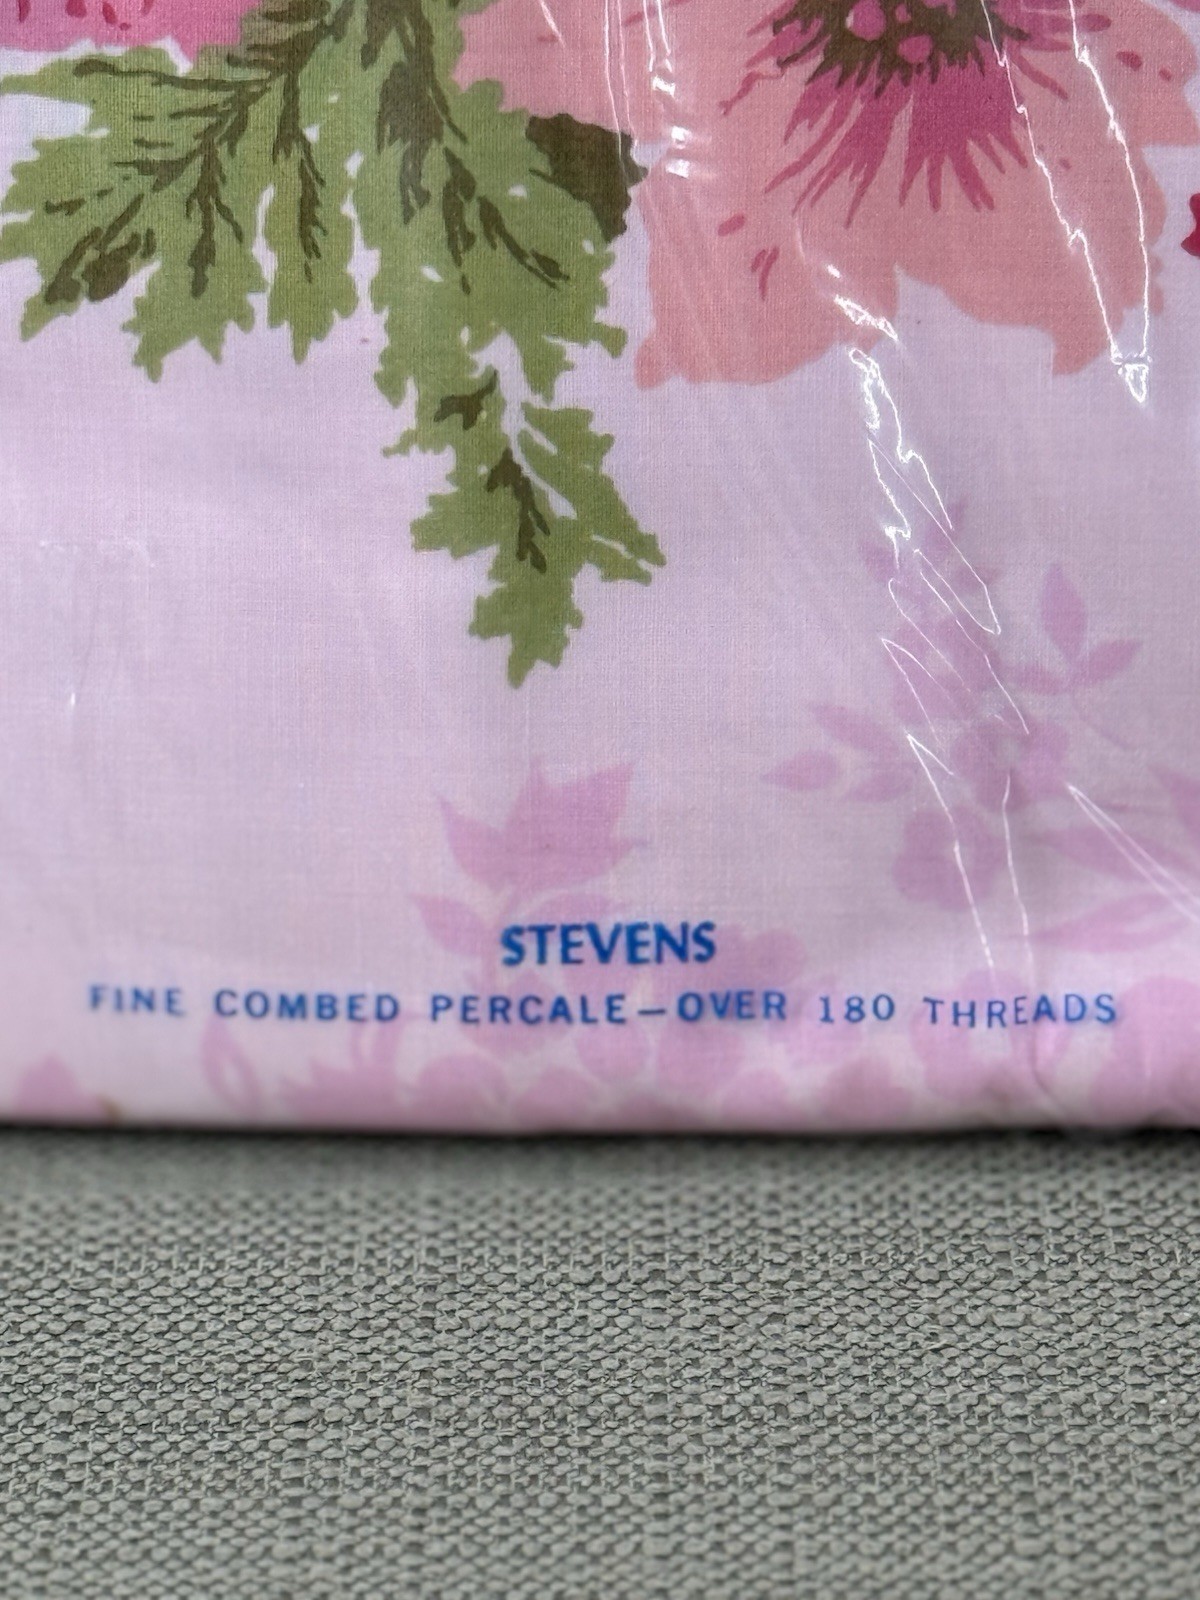 STEVENS
FINE COMBED PERCALE—OVER 180 THREADS